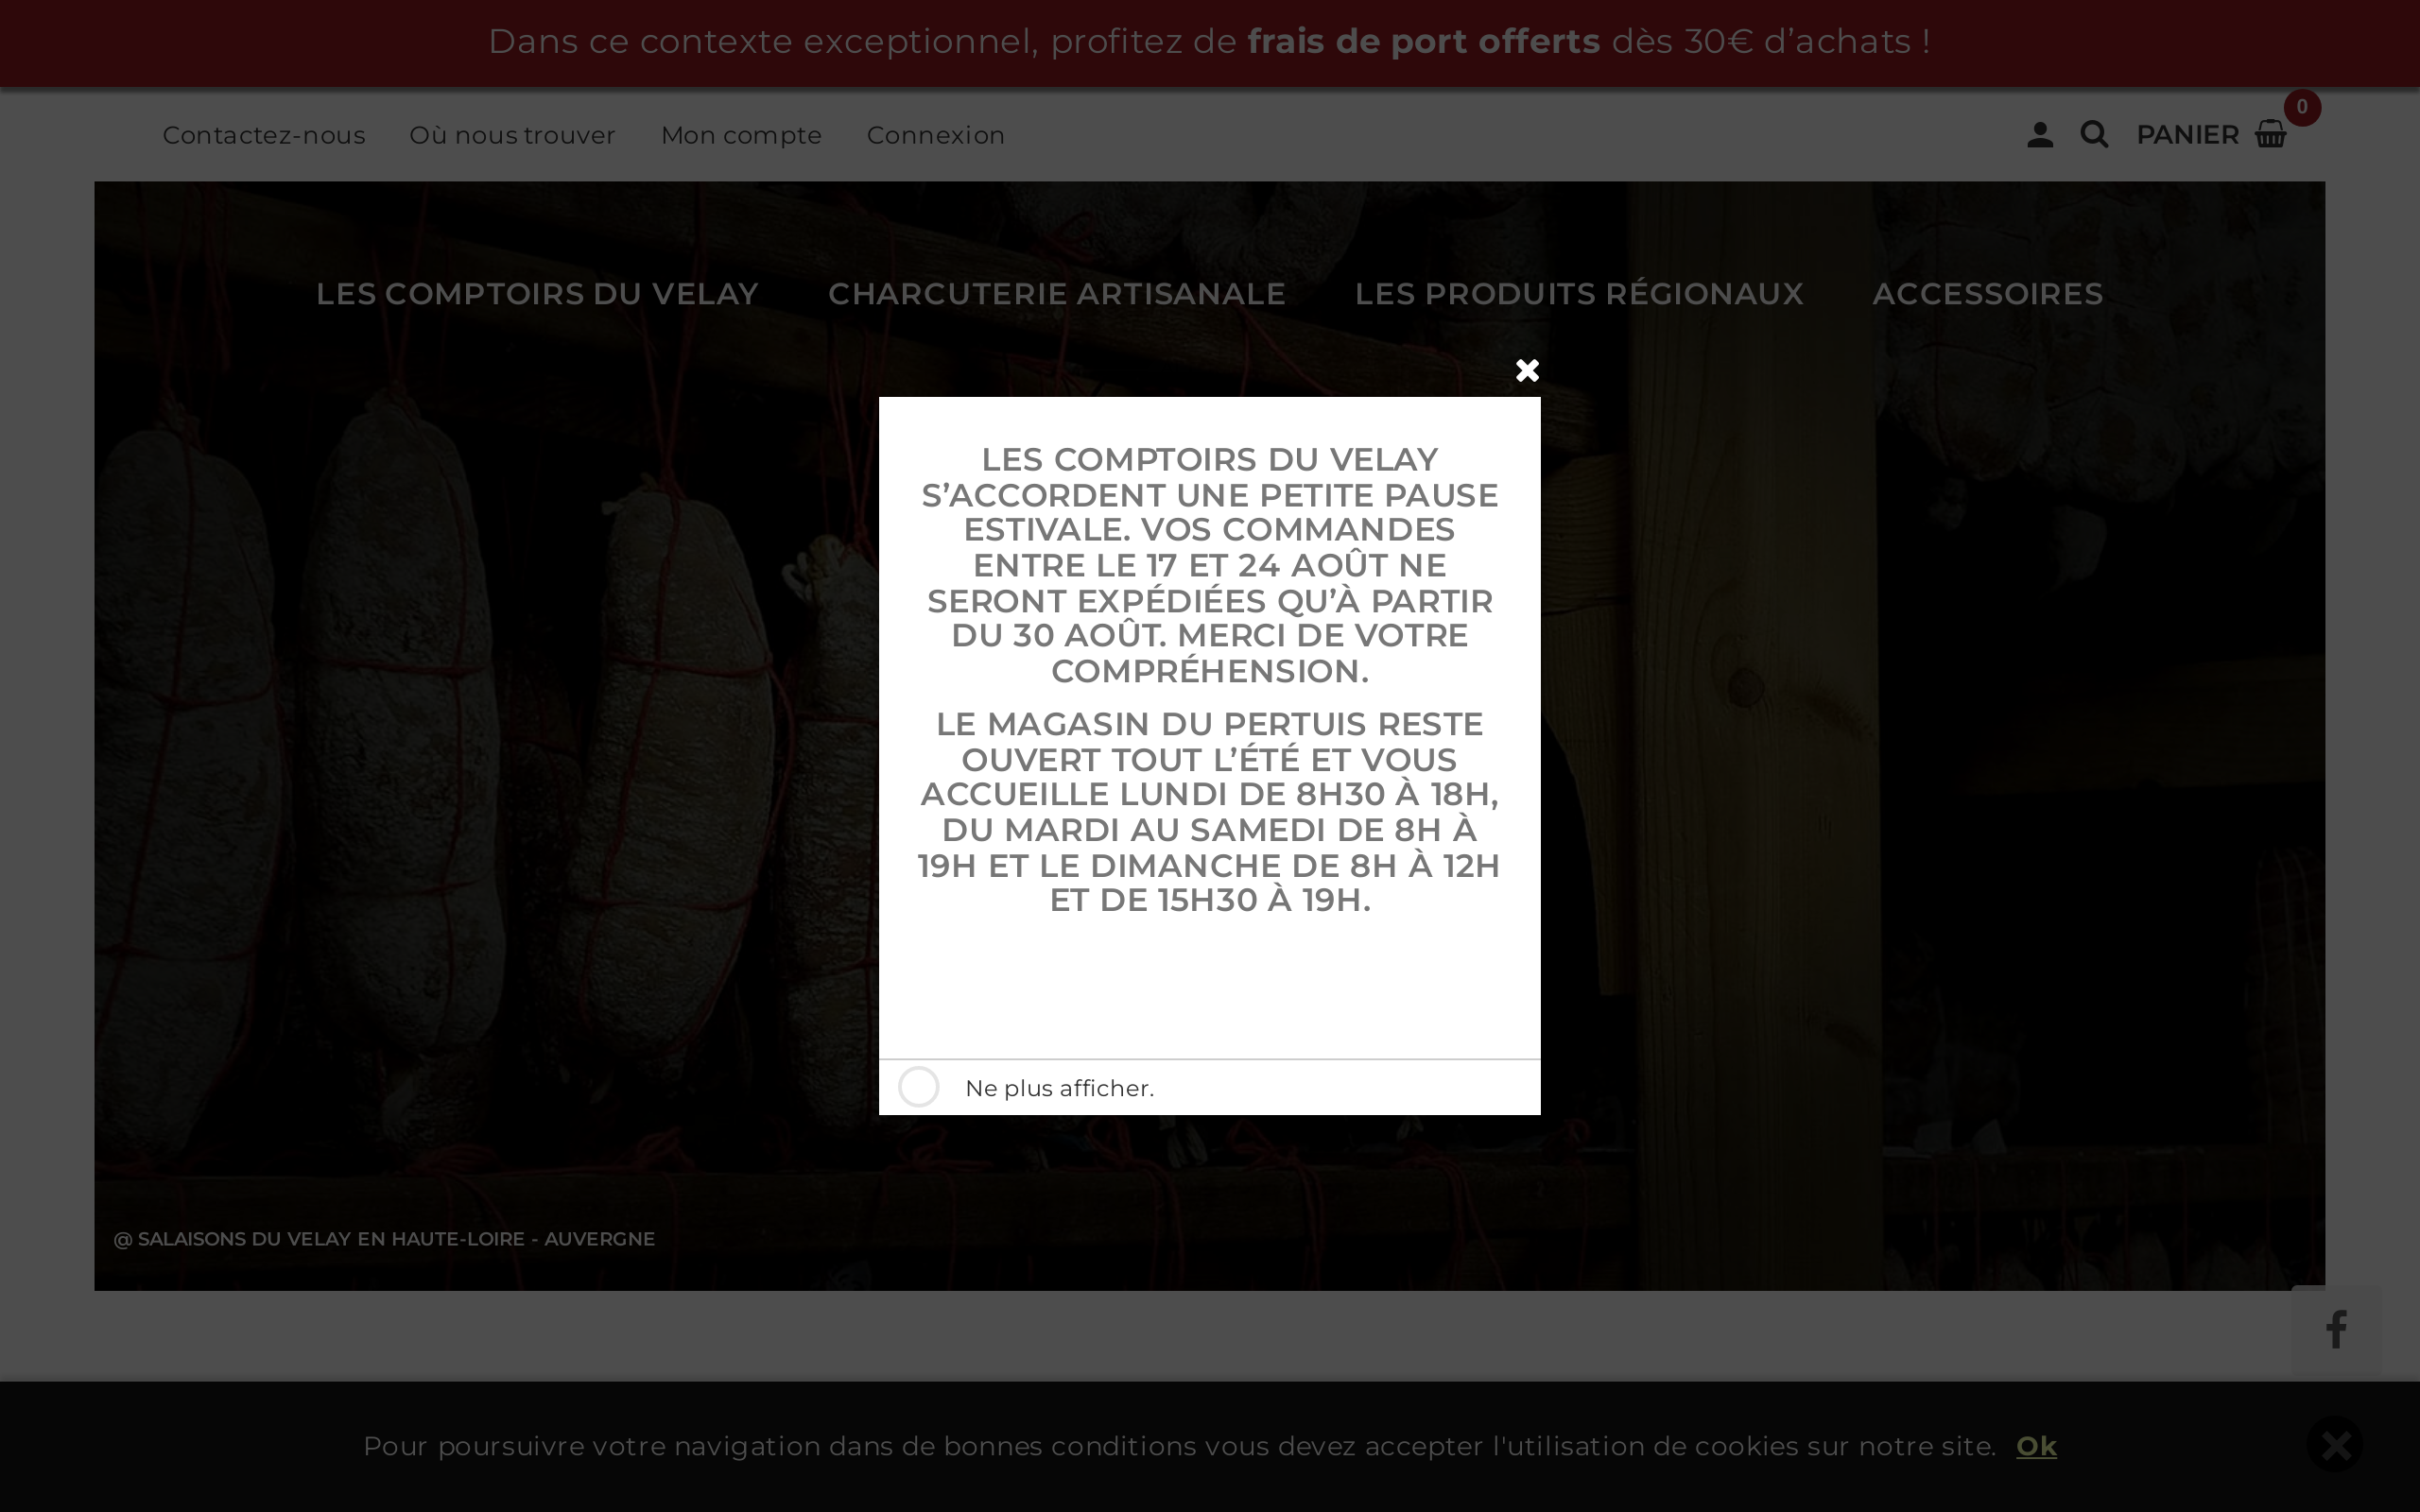 Dans ce contexte exceptionnel, profitez de frais de port offerts dès 30€ d’achats !
Contactez-nous Où nous trouver Mon compte Connexion PANIER 0
LES COMPTOIRS DU VELAY CHARCUTERIE ARTISANALE LES PRODUITS RÉGIONAUX ACCESSOIRES
LES COMPTOIRS DU VELAY
S’ACCORDENT UNE PETITE PAUSE
ESTIVALE. VOS COMMANDES
ENTRE LE 17 ET 24 AOÛT NE
SERONT EXPÉDIÉES QU’À PARTIR
DU 30 AOÛT. MERCI DE VOTRE
COMPRÉHENSION.
LE MAGASIN DU PERTUIS RESTE
OUVERT TOUT L’ÉTÉ ET VOUS
ACCUEILLE LUNDI DE 8H30 À 18H,
DU MARDI AU SAMEDI DE 8H À
19H ET LE DIMANCHE DE 8H À 12H
ET DE 15H30 À 19H.
Ne plus afficher.
@ SALAISONS DU VELAY EN HAUTE-LOIRE - AUVERGNE
Pour poursuivre votre navigation dans de bonnes conditions vous devez accepter l'utilisation de cookies sur notre site. Ok